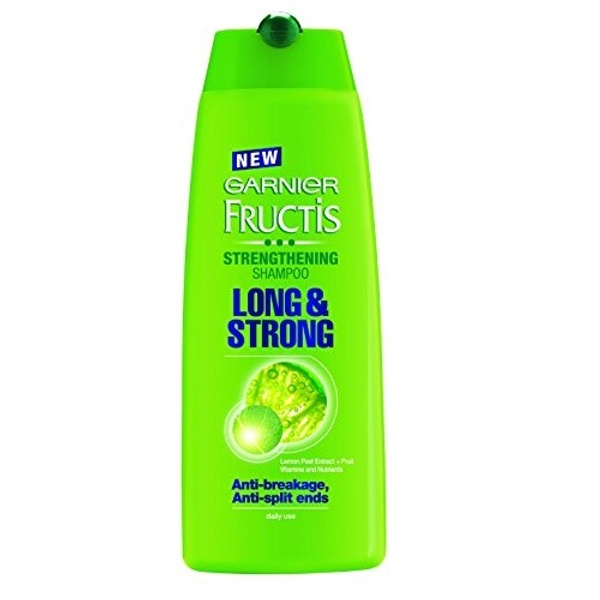 NEW
GARNIER
FRUCTIS
STRENGTHENING
SHAMPOO
LONG &
STRONG
Lemon Peel Extract + Fruit
Vitamins and Nutrients
Anti-breakage,
Anti-split ends
daily use